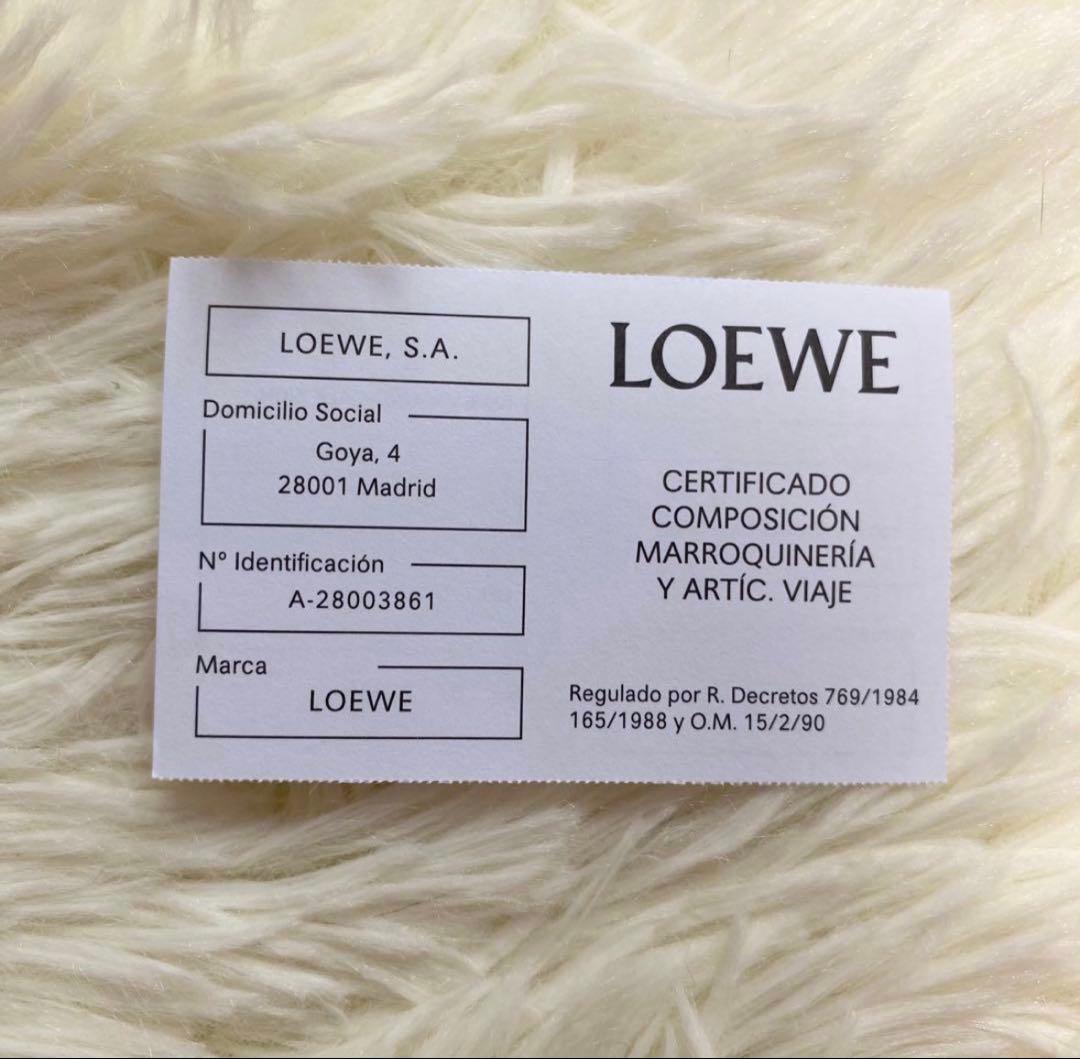 LOEWE, S.A.
Domicilio Social
Goya, 4
28001 Madrid
Nº Identificación
A-28003861
Marca
LOEWE
LOEWE
CERTIFICADO
COMPOSICIÓN
MARROQUINERÍA
Y ARTÍC. VIAJE
Regulado por R. Decretos 769/1984
165/1988 y O.M. 15/2/90